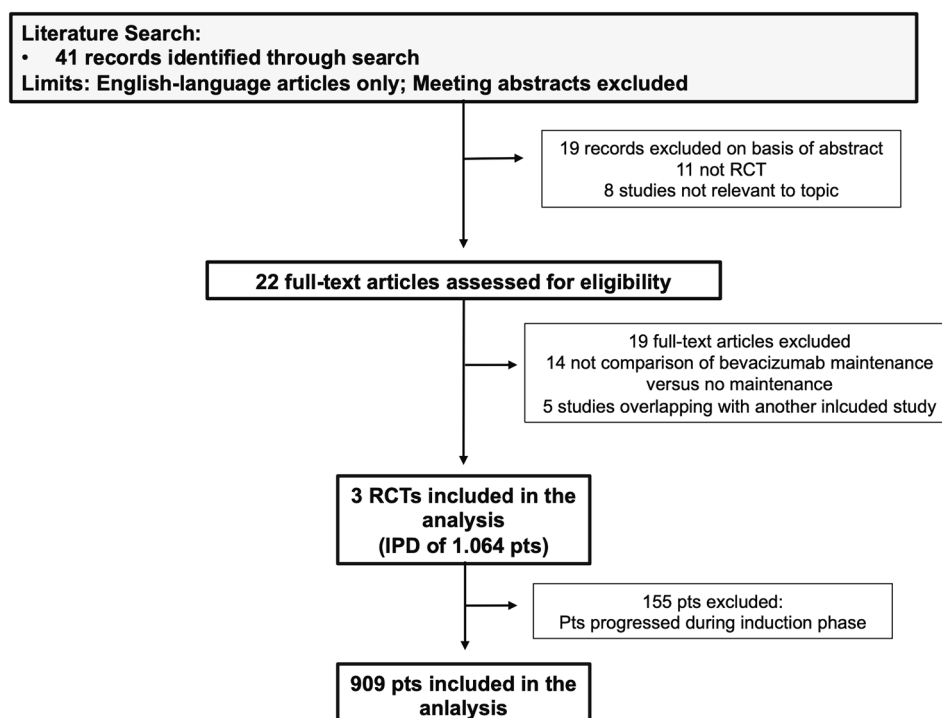 Literature Search:
• 41 records identified through search
Limits: English-language articles only; Meeting abstracts excluded
19 records excluded on basis of abstract
11 not RCT
8 studies not relevant to topic
22 full-text articles assessed for eligibility
19 full-text articles excluded
14 not comparison of bevacizumab maintenance
versus no maintenance
5 studies overlapping with another inlcuded study
3 RCTs included in the
analysis
(IPD of 1.064 pts)
155 pts excluded:
Pts progressed during induction phase
909 pts included in the
anlalysis